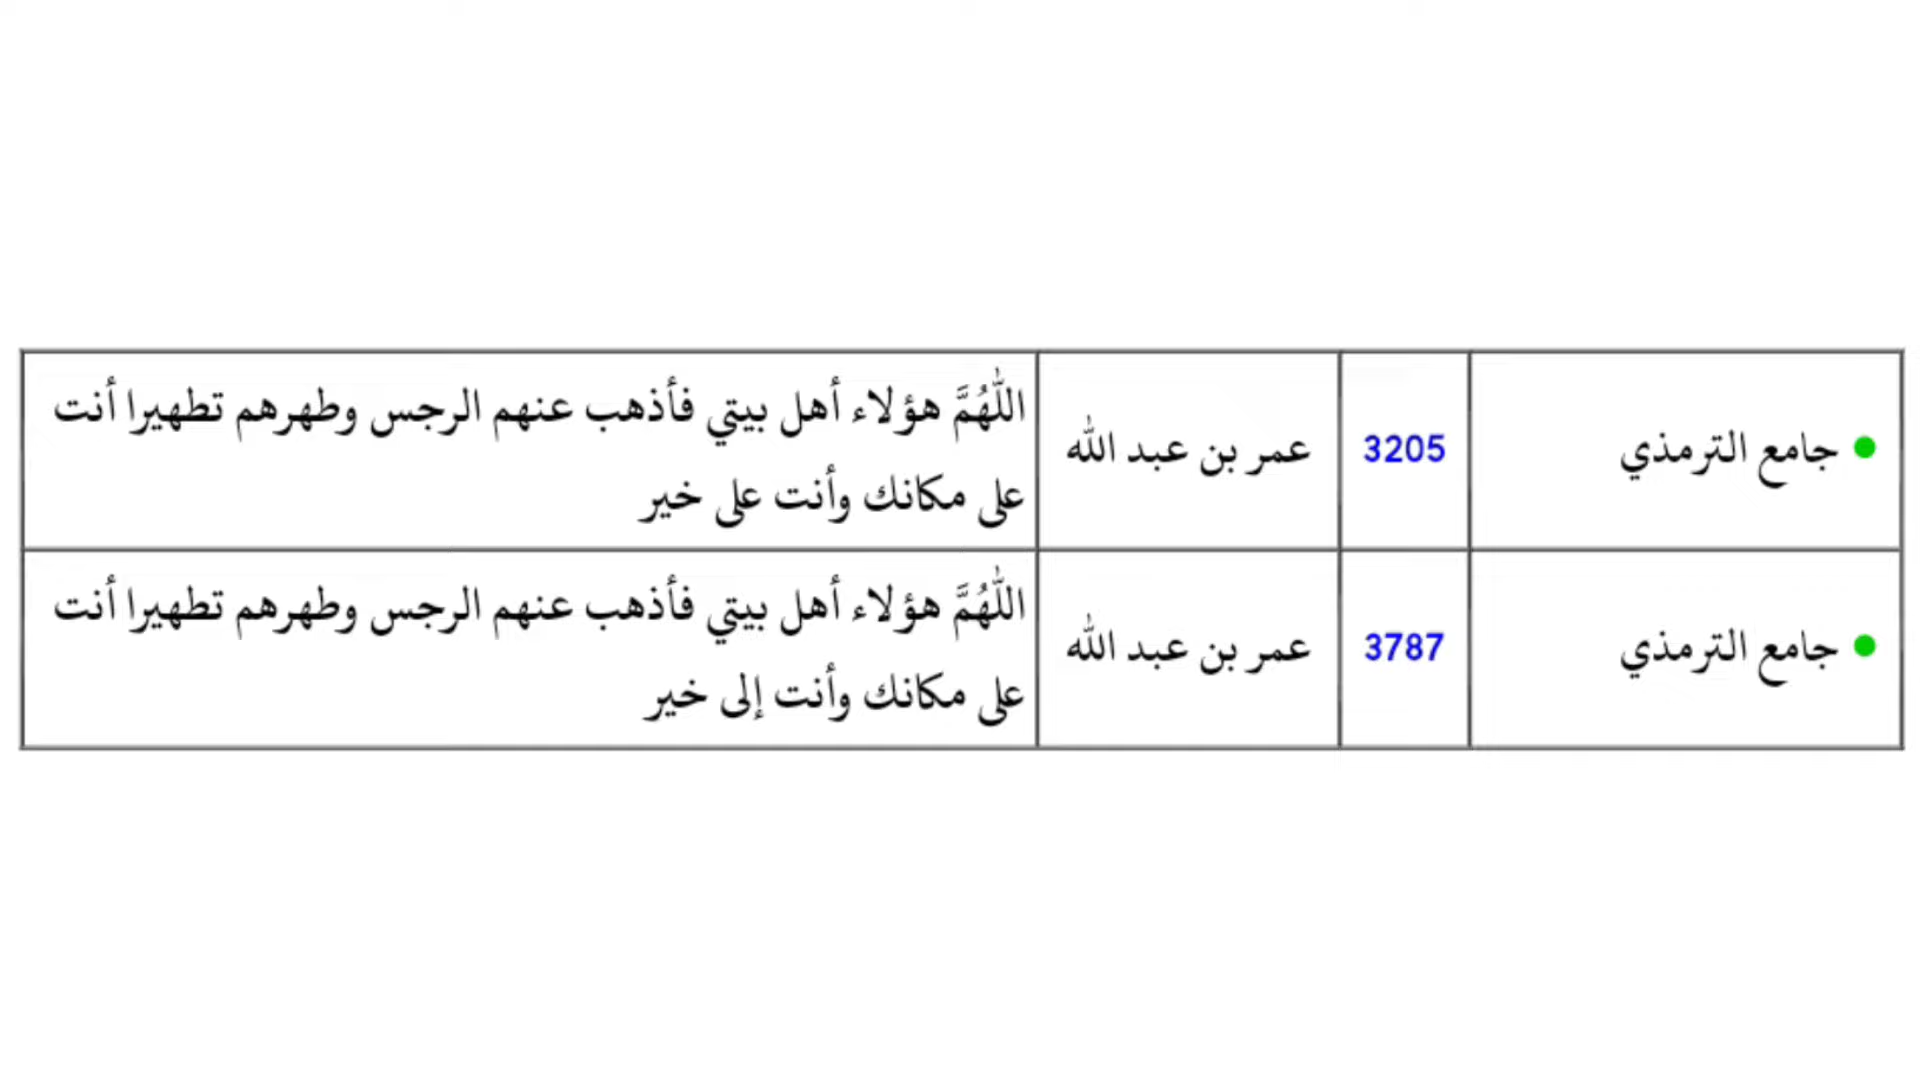 ● جامع الترمذي 3205 عمر بن عبد الله اللَّهُمَّ هؤلاء أهل بيتي فأذهب عنهم الرجس وطهرهم تطهيرا أنت
على مكانك وأنت على خير
● جامع الترمذي 3787 عمر بن عبد الله اللَّهُمَّ هؤلاء أهل بيتي فأذهب عنهم الرجس وطهرهم تطهيرا أنت
على مكانك وأنت إلى خير